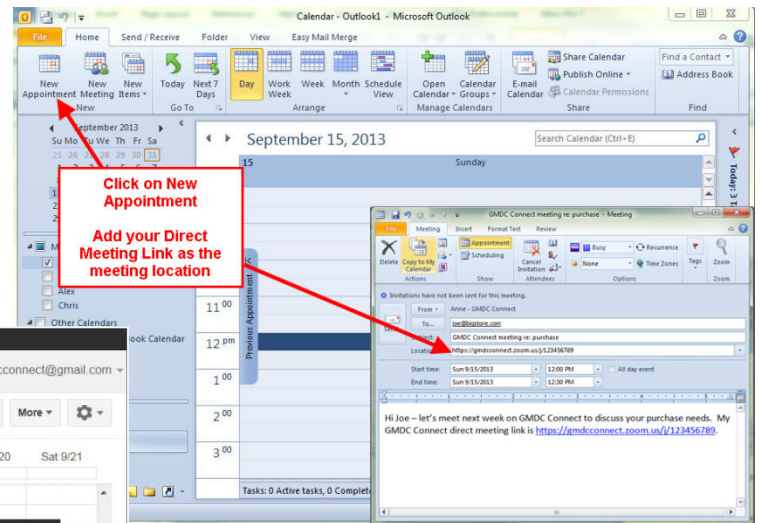 Calendar - Outlook1 - Microsoft Outlook
File Home Send / Receive Folder View Easy Mail Merge
New Appointment
New Meeting
New Items
Today
Next 7 Days
Day
Work Week
Week
Month
Schedule View
Open Calendar
Calendar Groups
E-mail Calendar
Share Calendar
Publish Online
Calendar Permissions
Find a Contact
Address Book
New
Go To
Arrange
Manage Calendars
Share
Find
September 2013
Su Mo Tu We Th Fr Sa
25 26 27 28 29 30 31
September 15, 2013
Search Calendar (Ctrl+E)
15
Sunday
Click on New
Appointment
Add your Direct
Meeting Link as the
meeting location
Alex
Chris
Other Calendars
Previous Appointment
11 00
12 pm
1 00
2 00
3 00
Tasks: 0 Active tasks, 0
GMDC Connect meeting re: purchase - Meeting
File Meeting Insert Format Text Review
Delete
Copy to My Calendar
Appointment
Scheduling
Cancel Invitation
Busy
None
Recurrence
Time Zones
Tags
Zoom
Actions
Show
Attendees
Options
Zoom
Invitations have not been sent for this meeting.
From
Anne - GMDC Connect
To...
Subject:
GMDC Connect meeting re: purchase
https://gmdcconnect.zoom.us/j/123456789
Start time: Sun 9/15/2013 12:00 PM All day event
End time: Sun 9/15/2013 12:30 PM
Hi Joe – let's meet next week on GMDC Connect to discuss your purchase needs. My
GMDC Connect direct meeting link is https://gmdcconnect.zoom.us/j/123456789.
More
Sat 9/21